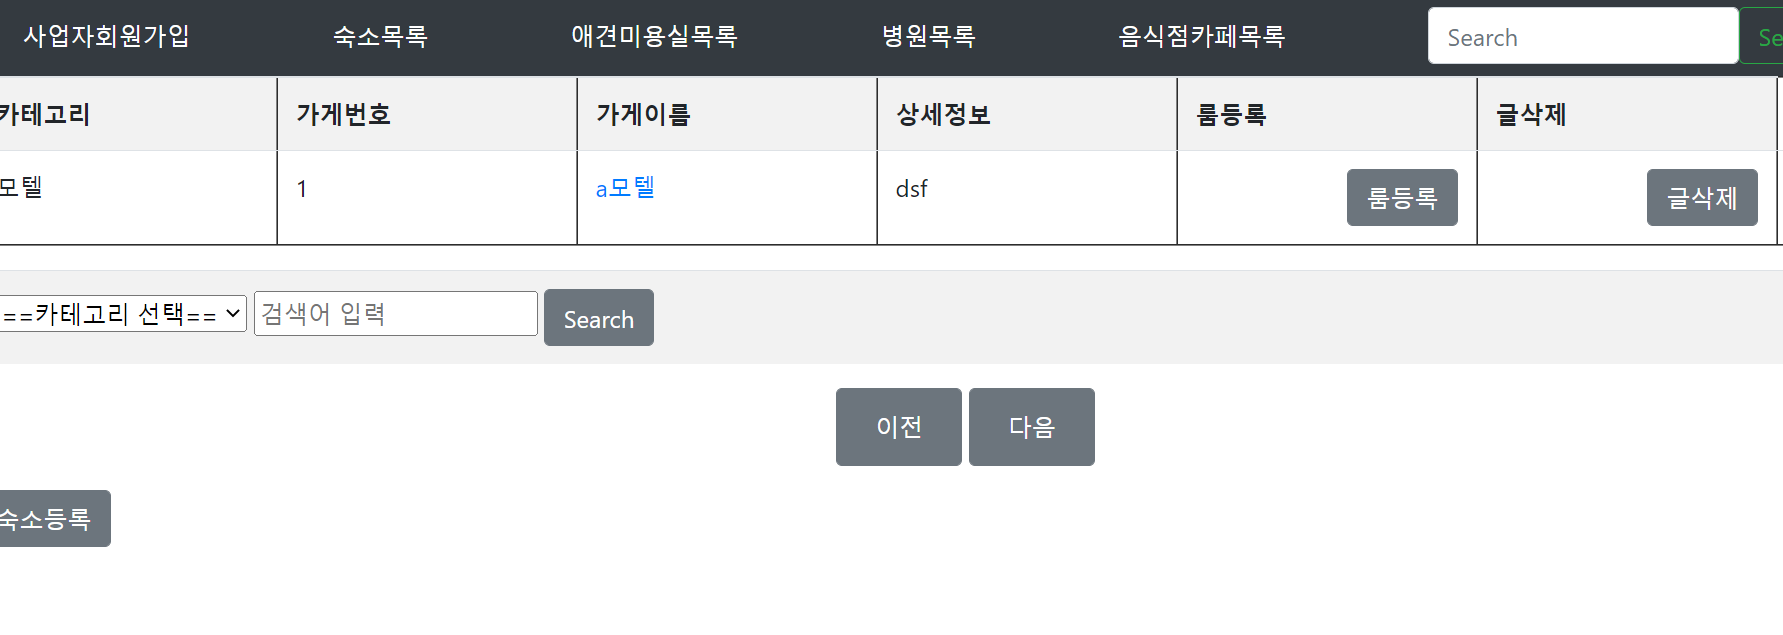 사업자회원가입 숙소목록 애견미용실목록 병원목록 음식점카페목록 Search Se
카테고리 가게번호 가게이름 상세정보 룸등록 글삭제
모텔 1 a모텔 dsf 룸등록 글삭제
==카테고리 선택== 검색어 입력 Search
이전 다음
숙소등록